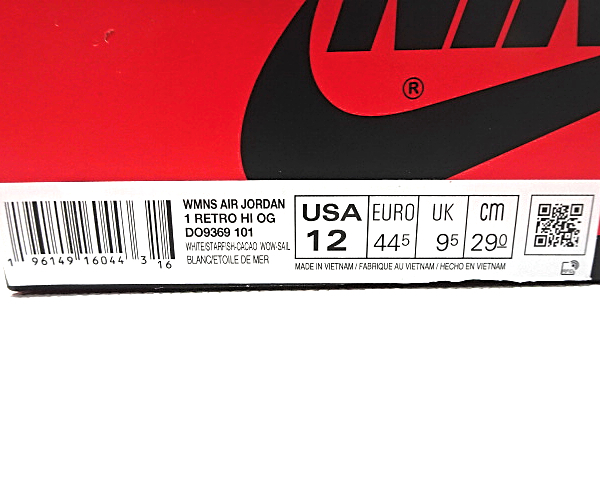 NIK
®
WMNS AIR JORDAN
1 RETRO HI OG
DO9369 101
WHITE/STARFISH-CACAO WOW-SAIL
BLANC/ETOILE DE MER
USA EURO UK cm
12 445 95 290
MADE IN VIETNAM / FABRIQUE AU VIETNAM / HECHO EN VIETNAM
1 96149 16044 3 16